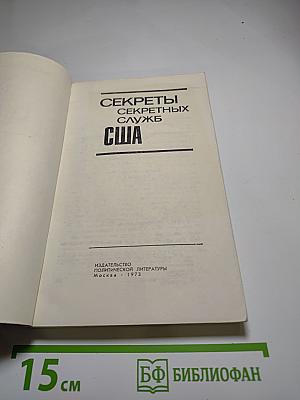 СЕКРЕТЫ
СЕКРЕТНЫХ
СЛУЖБ
США
ИЗДАТЕЛЬСТВО
ПОЛИТИЧЕСКОЙ ЛИТЕРАТУРЫ
Москва · 1973
15 см
БФ БИБЛИОФАН